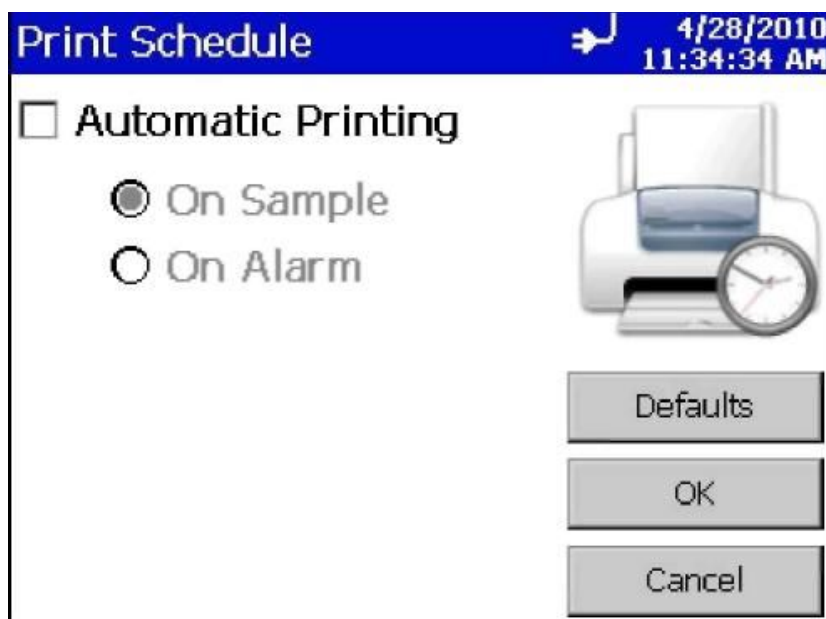 Print Schedule
4/28/2010
11:34:34 AM
Automatic Printing
On Sample
On Alarm
Defaults
OK
Cancel